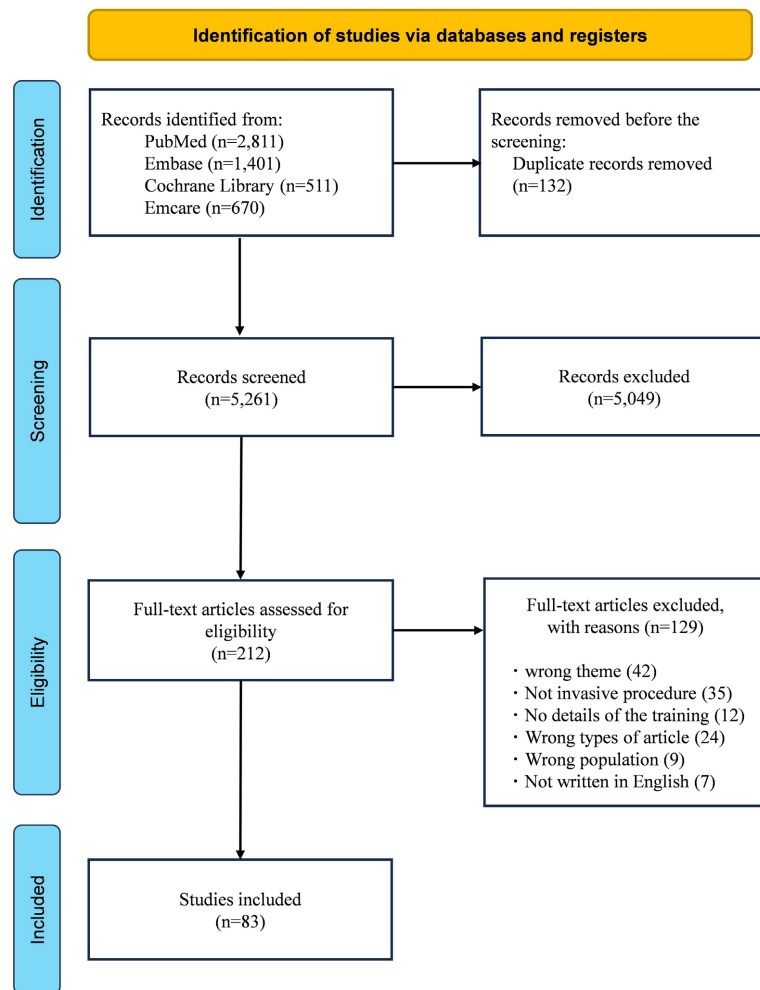 Identification of studies via databases and registers
Identification
Records identified from:
PubMed (n=2,811)
Embase (n=1,401)
Cochrane Library (n=511)
Emcare (n=670)
Records removed before the
screening:
Duplicate records removed
(n=132)
Screening
Records screened
(n=5,261)
Records excluded
(n=5,049)
Eligibility
Full-text articles assessed for
eligibility
(n=212)
Full-text articles excluded,
with reasons (n=129)
・wrong theme (42)
・Not invasive procedure (35)
・No details of the training (12)
・Wrong types of article (24)
・Wrong population (9)
・Not written in English (7)
Included
Studies included
(n=83)